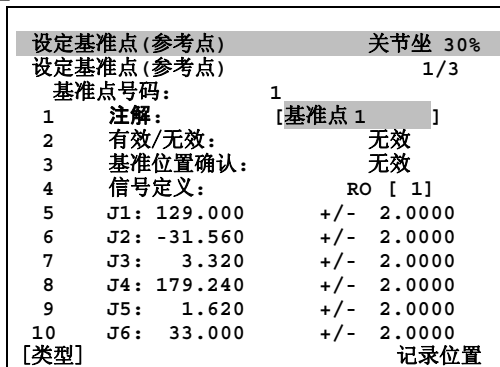 设定基准点(参考点) 关节坐 30%
设定基准点(参考点) 1/3
基准点号码: 1
1 注解: [基准点 1 ]
2 有效/无效: 无效
3 基准位置确认: 无效
4 信号定义: RO [ 1]
5 J1: 129.000 +/- 2.0000
6 J2: -31.560 +/- 2.0000
7 J3: 3.320 +/- 2.0000
8 J4: 179.240 +/- 2.0000
9 J5: 1.620 +/- 2.0000
10 J6: 33.000 +/- 2.0000
[类型] 记录位置